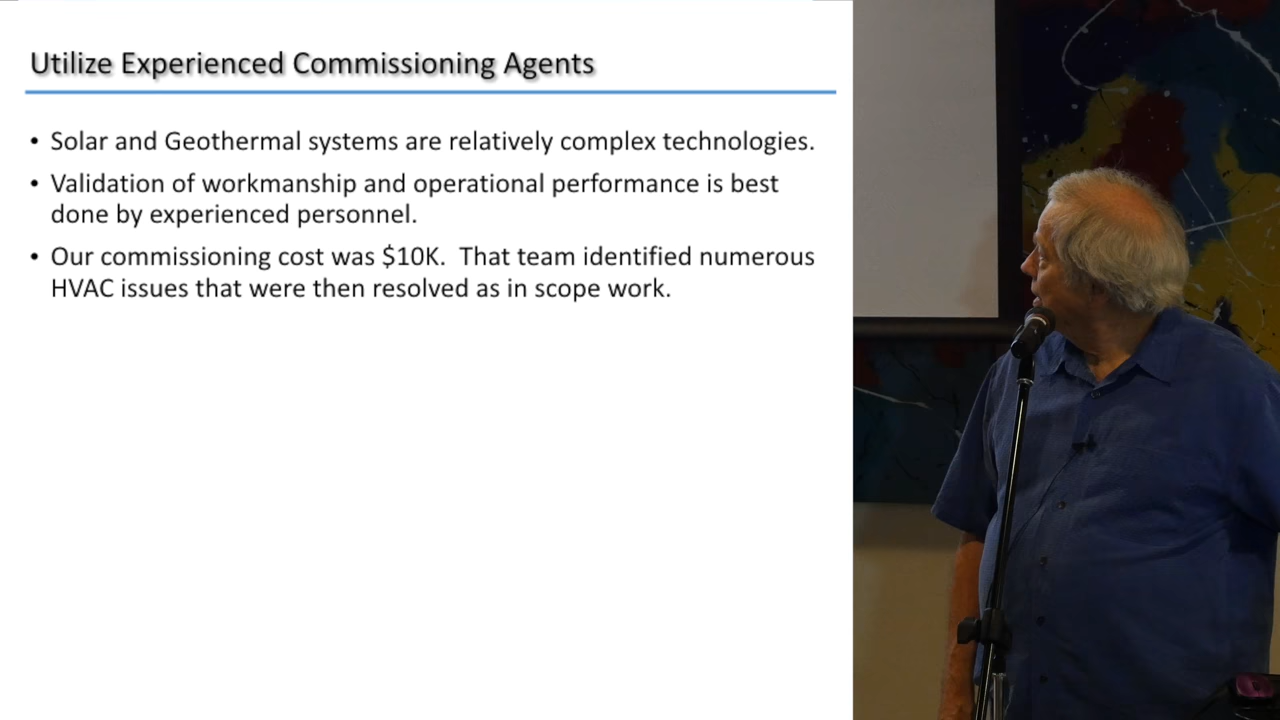 Utilize Experienced Commissioning Agents
• Solar and Geothermal systems are relatively complex technologies.
• Validation of workmanship and operational performance is best
done by experienced personnel.
• Our commissioning cost was $10K.  That team identified numerous
HVAC issues that were then resolved as in scope work.